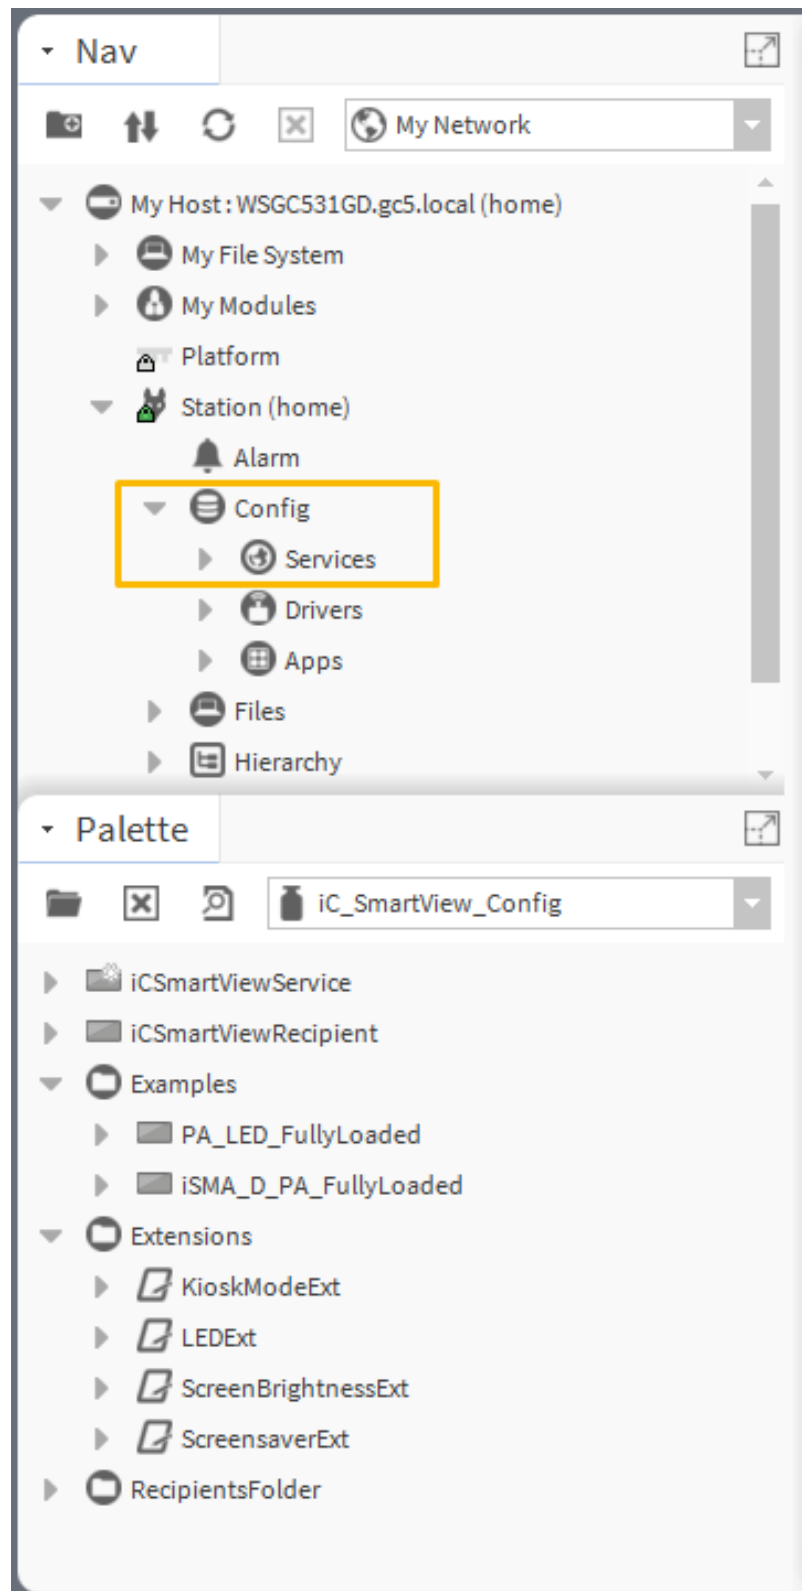 Nav
My Network
My Host : WSGC531GD.gc5.local (home)
My File System
My Modules
Platform
Station (home)
Alarm
Config
Services
Drivers
Apps
Files
Hierarchy
Palette
iC_SmartView_Config
iCSmartViewService
iCSmartViewRecipient
Examples
PA_LED_FullyLoaded
iSMA_D_PA_FullyLoaded
Extensions
KioskModeExt
LEDExt
ScreenBrightnessExt
ScreensaverExt
RecipientsFolder